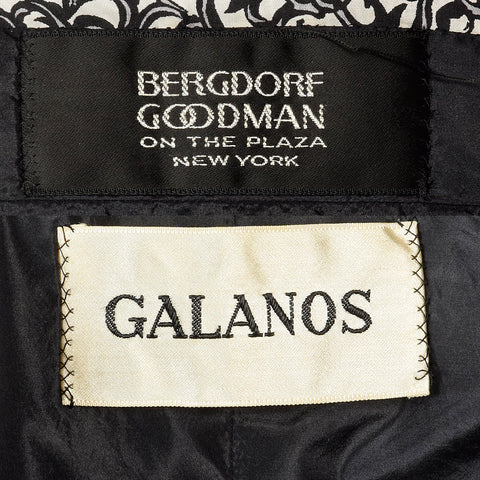 BERGDORF
GOODMAN
ON THE PLAZA
NEW YORK
GALANOS